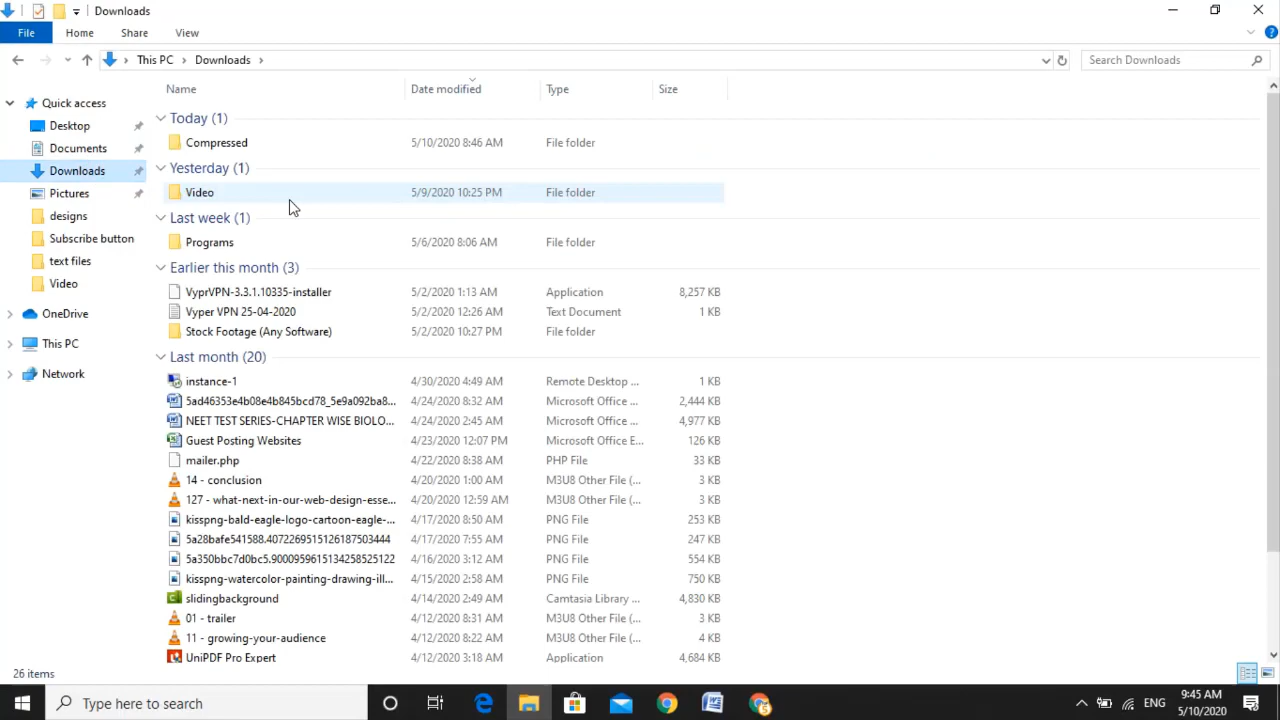 Downloads
File Home Share View
This PC Downloads Search Downloads
Name Date modified Type Size
Quick access
Desktop
Documents
Downloads
Pictures
designs
Subscribe button
text files
Video
OneDrive
This PC
Network
Today (1)
Compressed 5/10/2020 8:46 AM File folder
Yesterday (1)
Video 5/9/2020 10:25 PM File folder
Last week (1)
Programs 5/6/2020 8:06 AM File folder
Earlier this month (3)
VyprVPN-3.3.1.10335-installer 5/2/2020 1:13 AM Application 8,257 KB
Vyper VPN 25-04-2020 5/2/2020 12:26 AM Text Document 1 KB
Stock Footage (Any Software) 5/2/2020 10:27 PM File folder
Last month (20)
instance-1 4/30/2020 4:49 AM Remote Desktop ... 1 KB
5ad46353e4b08e4b845bcd78_5e9a092ba8... 4/24/2020 8:32 AM Microsoft Office ... 2,444 KB
NEET TEST SERIES-CHAPTER WISE BIOLO... 4/24/2020 2:45 AM Microsoft Office ... 4,977 KB
Guest Posting Websites 4/23/2020 12:07 PM Microsoft Office E... 126 KB
mailer.php 4/22/2020 8:38 AM PHP File 33 KB
14 - conclusion 4/20/2020 1:00 AM M3U8 Other File (... 3 KB
127 - what-next-in-our-web-design-esse... 4/20/2020 12:59 AM M3U8 Other File (... 3 KB
kisspng-bald-eagle-logo-cartoon-eagle-... 4/17/2020 8:50 AM PNG File 253 KB
5a28bafe541588.4072269515126187503444 4/17/2020 7:55 AM PNG File 247 KB
5a350bbc7d0bc5.9000959615134258525122 4/16/2020 3:12 AM PNG File 554 KB
kisspng-watercolor-painting-drawing-ill... 4/15/2020 2:58 AM PNG File 750 KB
slidingbackground 4/14/2020 2:49 AM Camtasia Library ... 4,830 KB
01 - trailer 4/12/2020 8:31 AM M3U8 Other File (... 3 KB
11 - growing-your-audience 4/12/2020 8:22 AM M3U8 Other File (... 4 KB
UniPDF Pro Expert 4/12/2020 3:18 AM Application 4,684 KB
26 items
Type here to search ENG 9:45 AM
5/10/2020